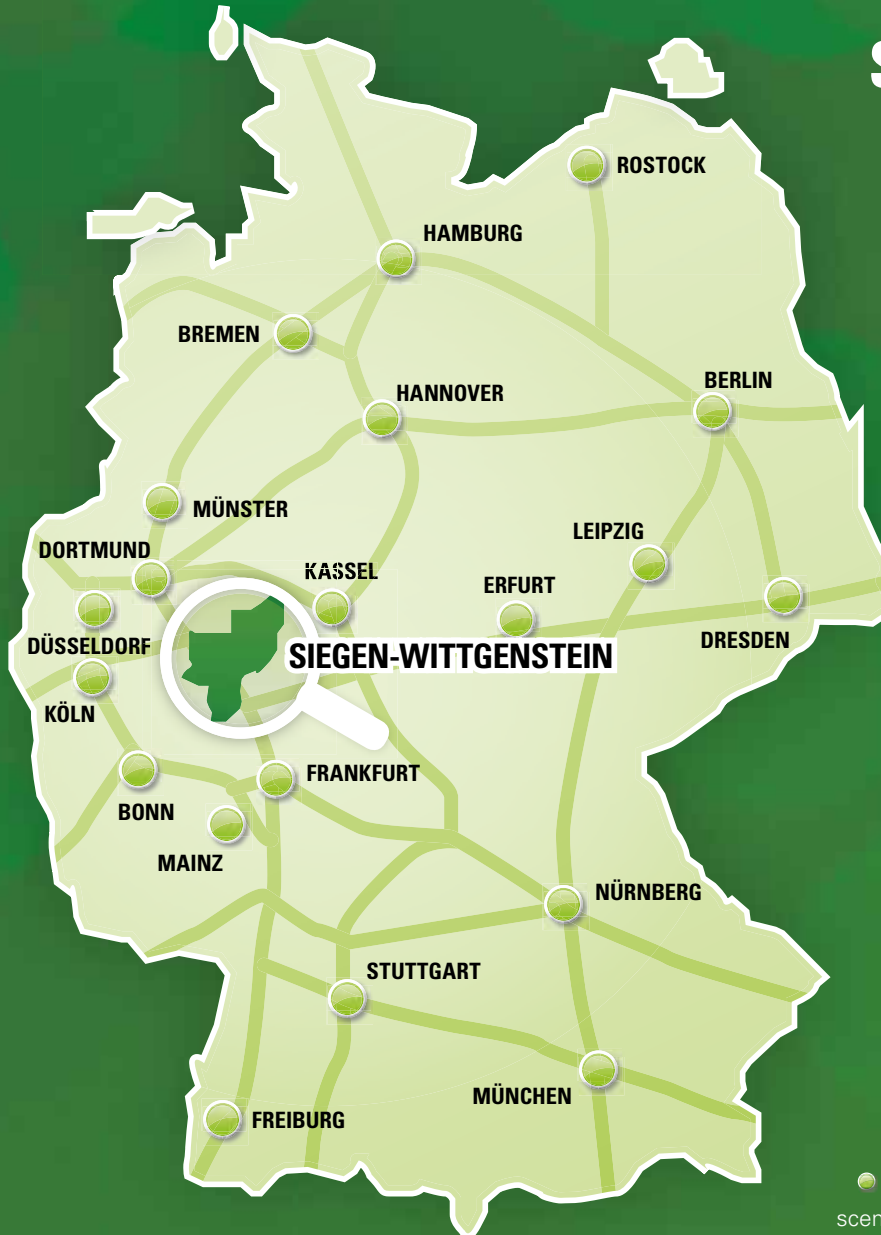 S
ROSTOCK
HAMBURG
BREMEN
BERLIN
HANNOVER
MÜNSTER
LEIPZIG
DORTMUND
KASSEL
ERFURT
DÜSSELDORF
DRESDEN
SIEGEN-WITTGENSTEIN
KÖLN
FRANKFURT
BONN
MAINZ
NÜRNBERG
STUTTGART
MÜNCHEN
FREIBURG
scen